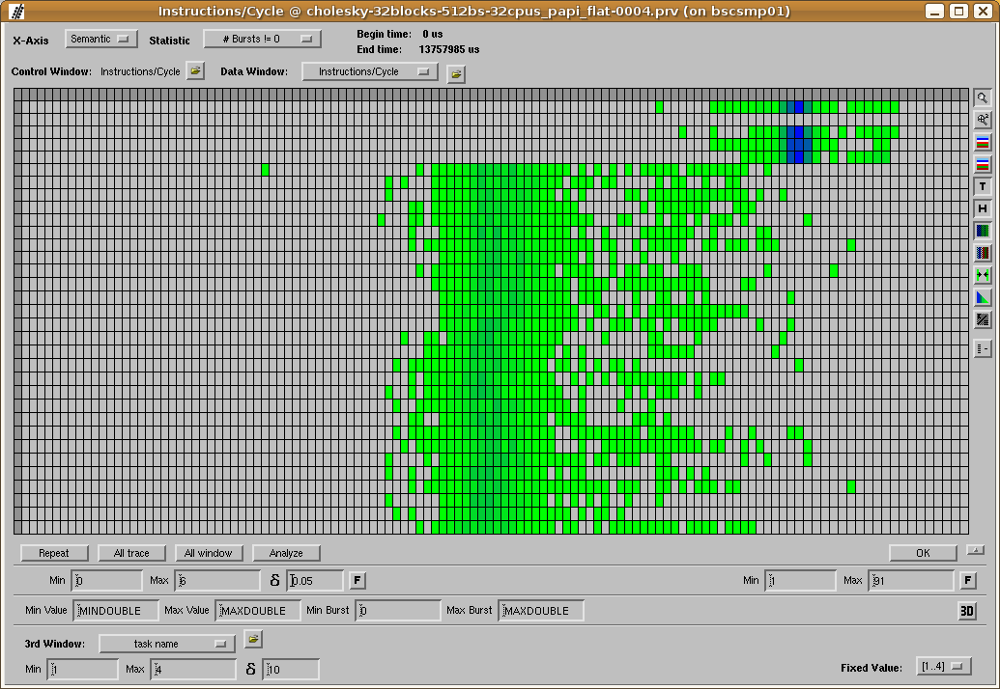 Instructions/Cycle @ cholesky-32blocks-512bs-32cpus_papi_flat-0004.prv (on bscsmp01)
X-Axis Semantic Statistic # Bursts != 0 Begin time: 0 us
End time: 13757985 us
Control Window: Instructions/Cycle Data Window: Instructions/Cycle
T
H
Repeat All trace All window Analyze OK
Min 0 Max 6 δ 0.05 F Min 1 Max 91 F
Min Value MINDOUBLE Max Value MAXDOUBLE Min Burst 0 Max Burst MAXDOUBLE 3D
3rd Window: task name
Min 1 Max 4 δ 10 Fixed Value: [1..4]